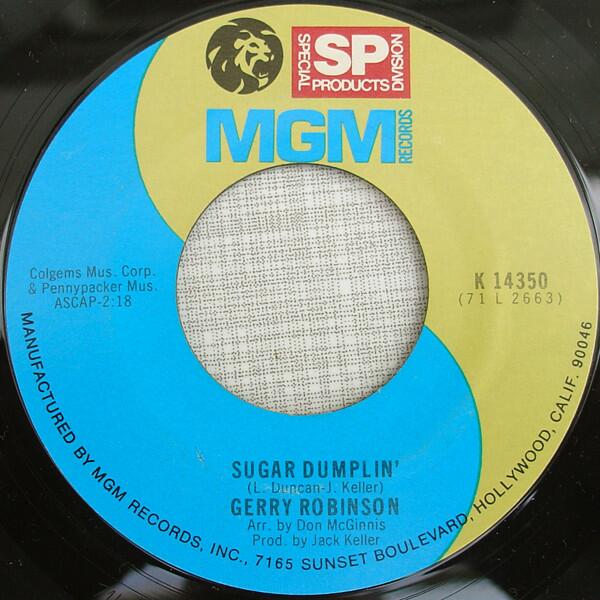 SPECIAL
SP
PRODUCTS
DIVISION
MGM
RECORDS
Colgems Mus. Corp.
& Pennypacker Mus.
ASCAP-2:18
K 14350
(71 L 2663)
SUGAR DUMPLIN'
(L. Duncan-J. Keller)
GERRY ROBINSON
Arr. by Don McGinnis
Prod. by Jack Keller
MANUFACTURED BY MGM RECORDS, INC., 7165 SUNSET BOULEVARD, HOLLYWOOD, CALIF. 90046